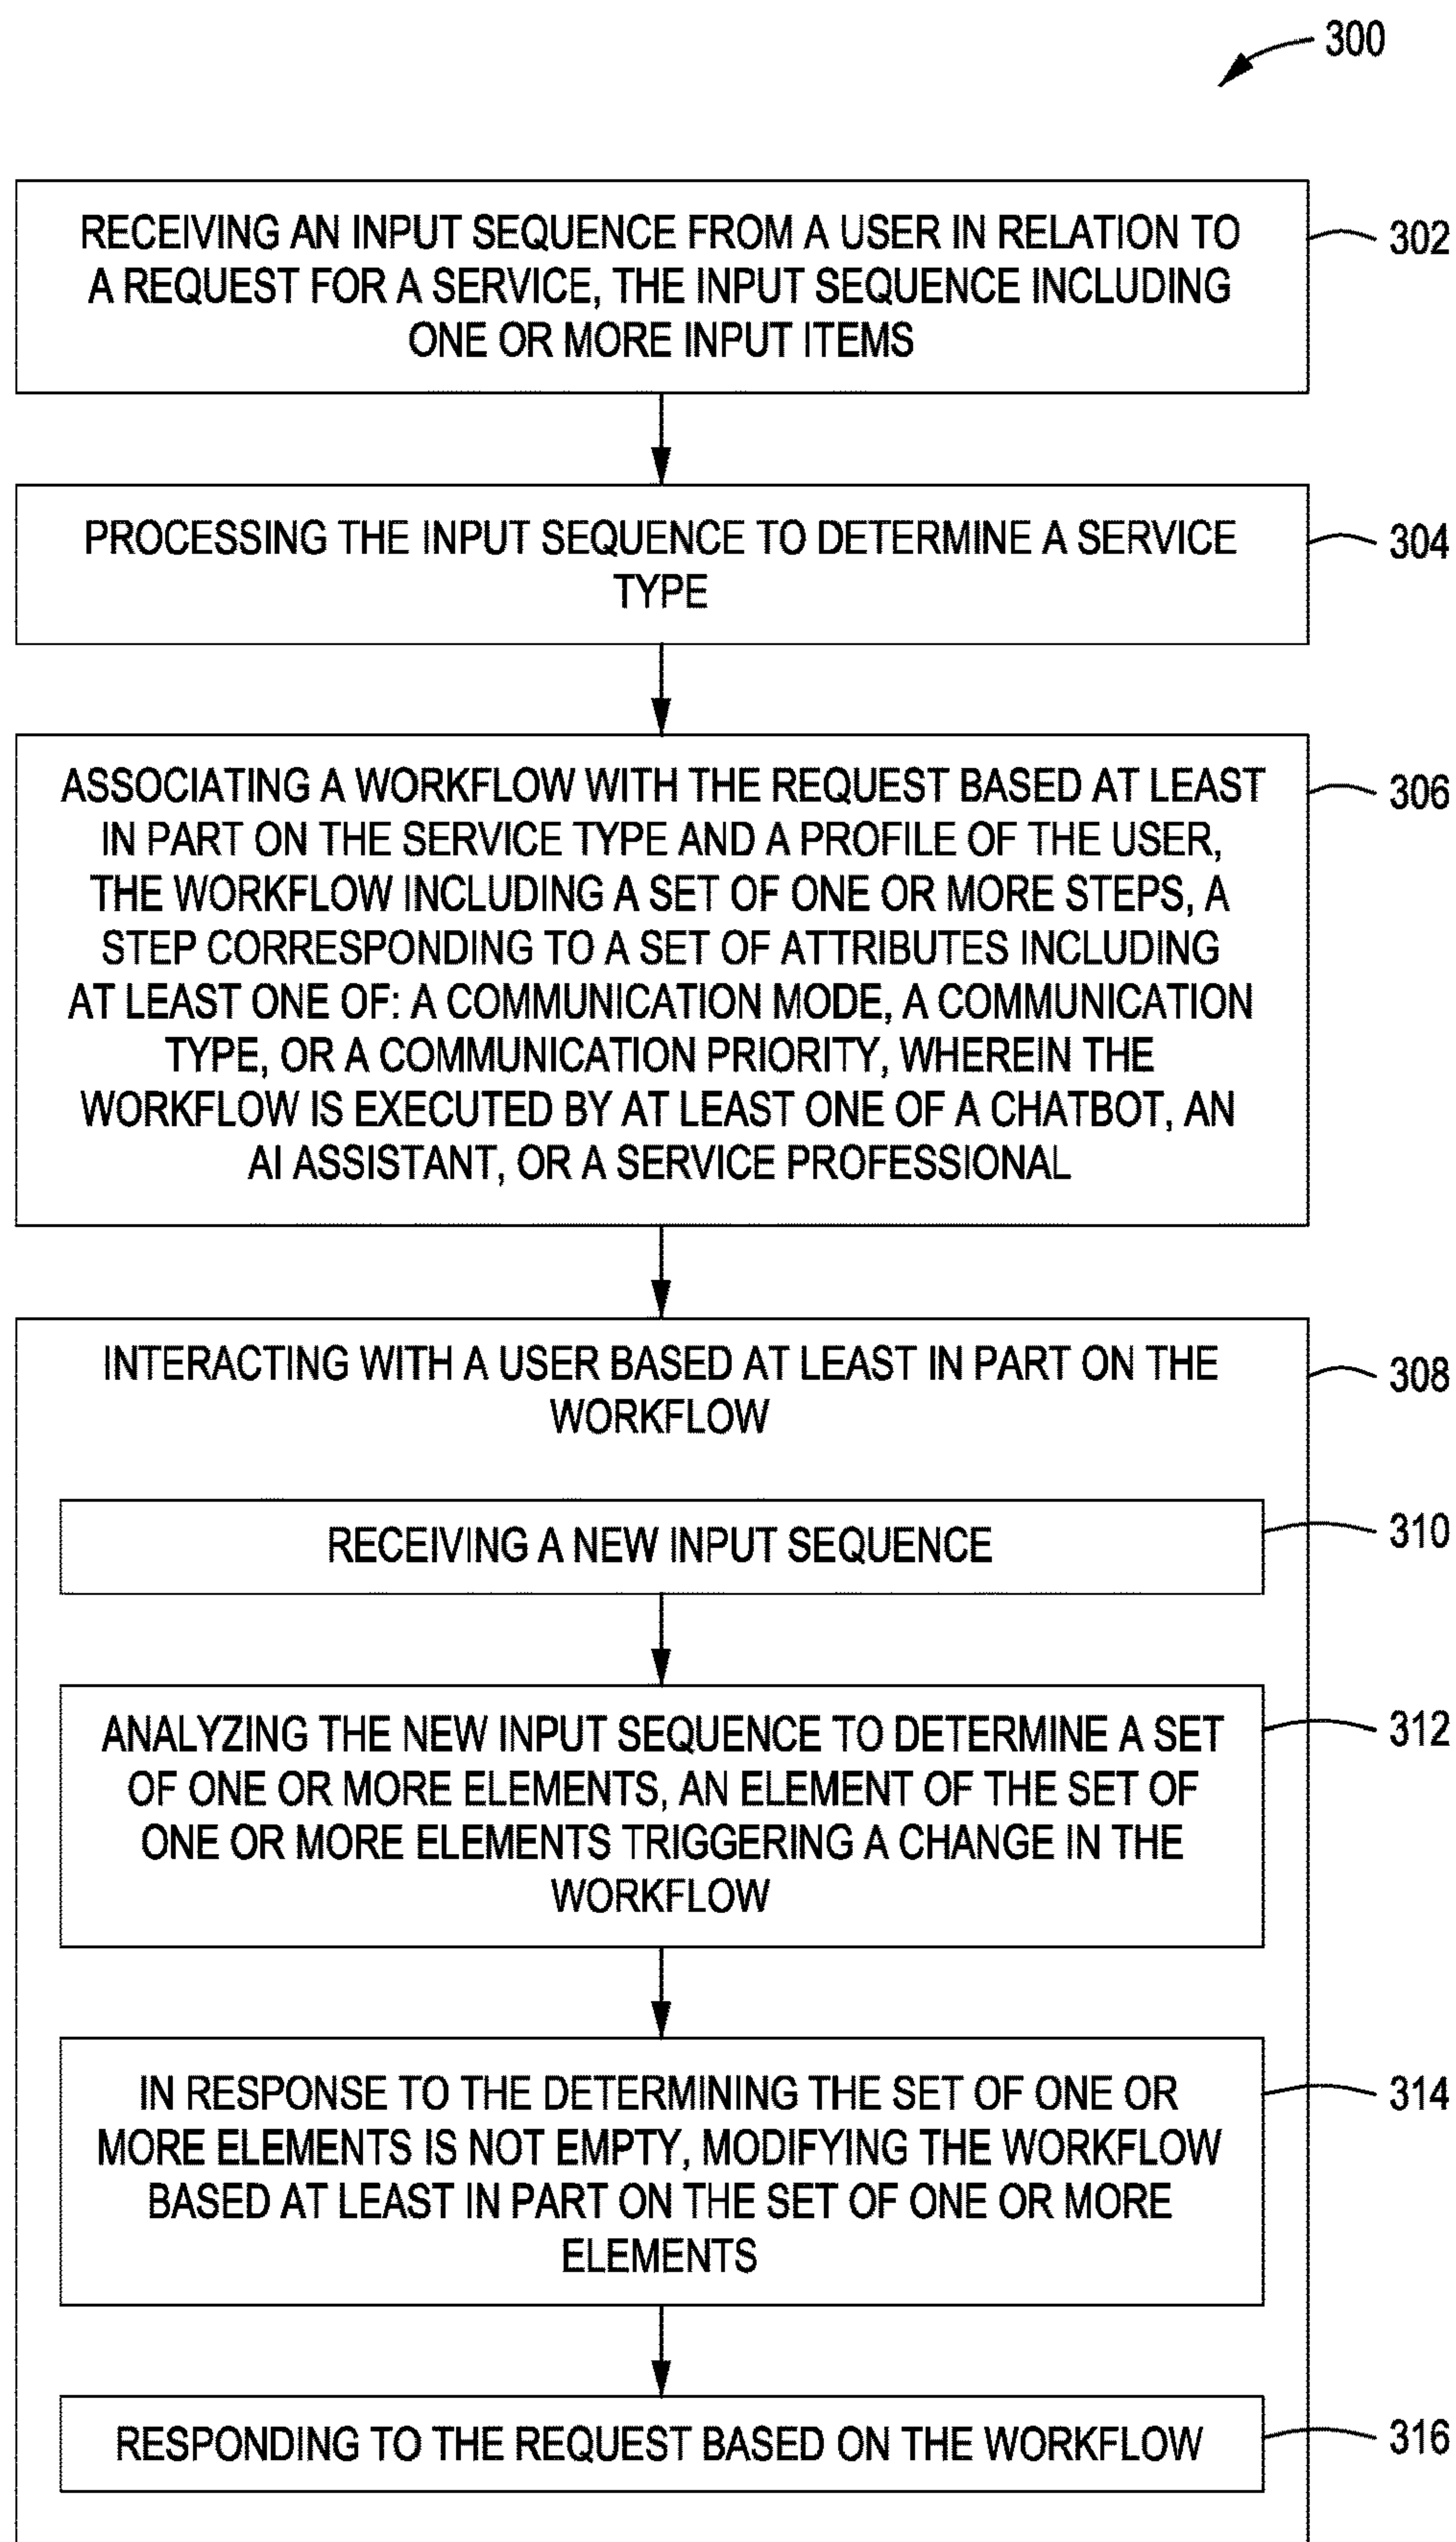 300
RECEIVING AN INPUT SEQUENCE FROM A USER IN RELATION TO
A REQUEST FOR A SERVICE, THE INPUT SEQUENCE INCLUDING
ONE OR MORE INPUT ITEMS
302
PROCESSING THE INPUT SEQUENCE TO DETERMINE A SERVICE
TYPE
304
ASSOCIATING A WORKFLOW WITH THE REQUEST BASED AT LEAST
IN PART ON THE SERVICE TYPE AND A PROFILE OF THE USER,
THE WORKFLOW INCLUDING A SET OF ONE OR MORE STEPS, A
STEP CORRESPONDING TO A SET OF ATTRIBUTES INCLUDING
AT LEAST ONE OF: A COMMUNICATION MODE, A COMMUNICATION
TYPE, OR A COMMUNICATION PRIORITY, WHEREIN THE
WORKFLOW IS EXECUTED BY AT LEAST ONE OF A CHATBOT, AN
AI ASSISTANT, OR A SERVICE PROFESSIONAL
306
INTERACTING WITH A USER BASED AT LEAST IN PART ON THE
WORKFLOW
308
RECEIVING A NEW INPUT SEQUENCE
310
ANALYZING THE NEW INPUT SEQUENCE TO DETERMINE A SET
OF ONE OR MORE ELEMENTS, AN ELEMENT OF THE SET OF
ONE OR MORE ELEMENTS TRIGGERING A CHANGE IN THE
WORKFLOW
312
IN RESPONSE TO THE DETERMINING THE SET OF ONE OR
MORE ELEMENTS IS NOT EMPTY, MODIFYING THE WORKFLOW
BASED AT LEAST IN PART ON THE SET OF ONE OR MORE
ELEMENTS
314
RESPONDING TO THE REQUEST BASED ON THE WORKFLOW
316